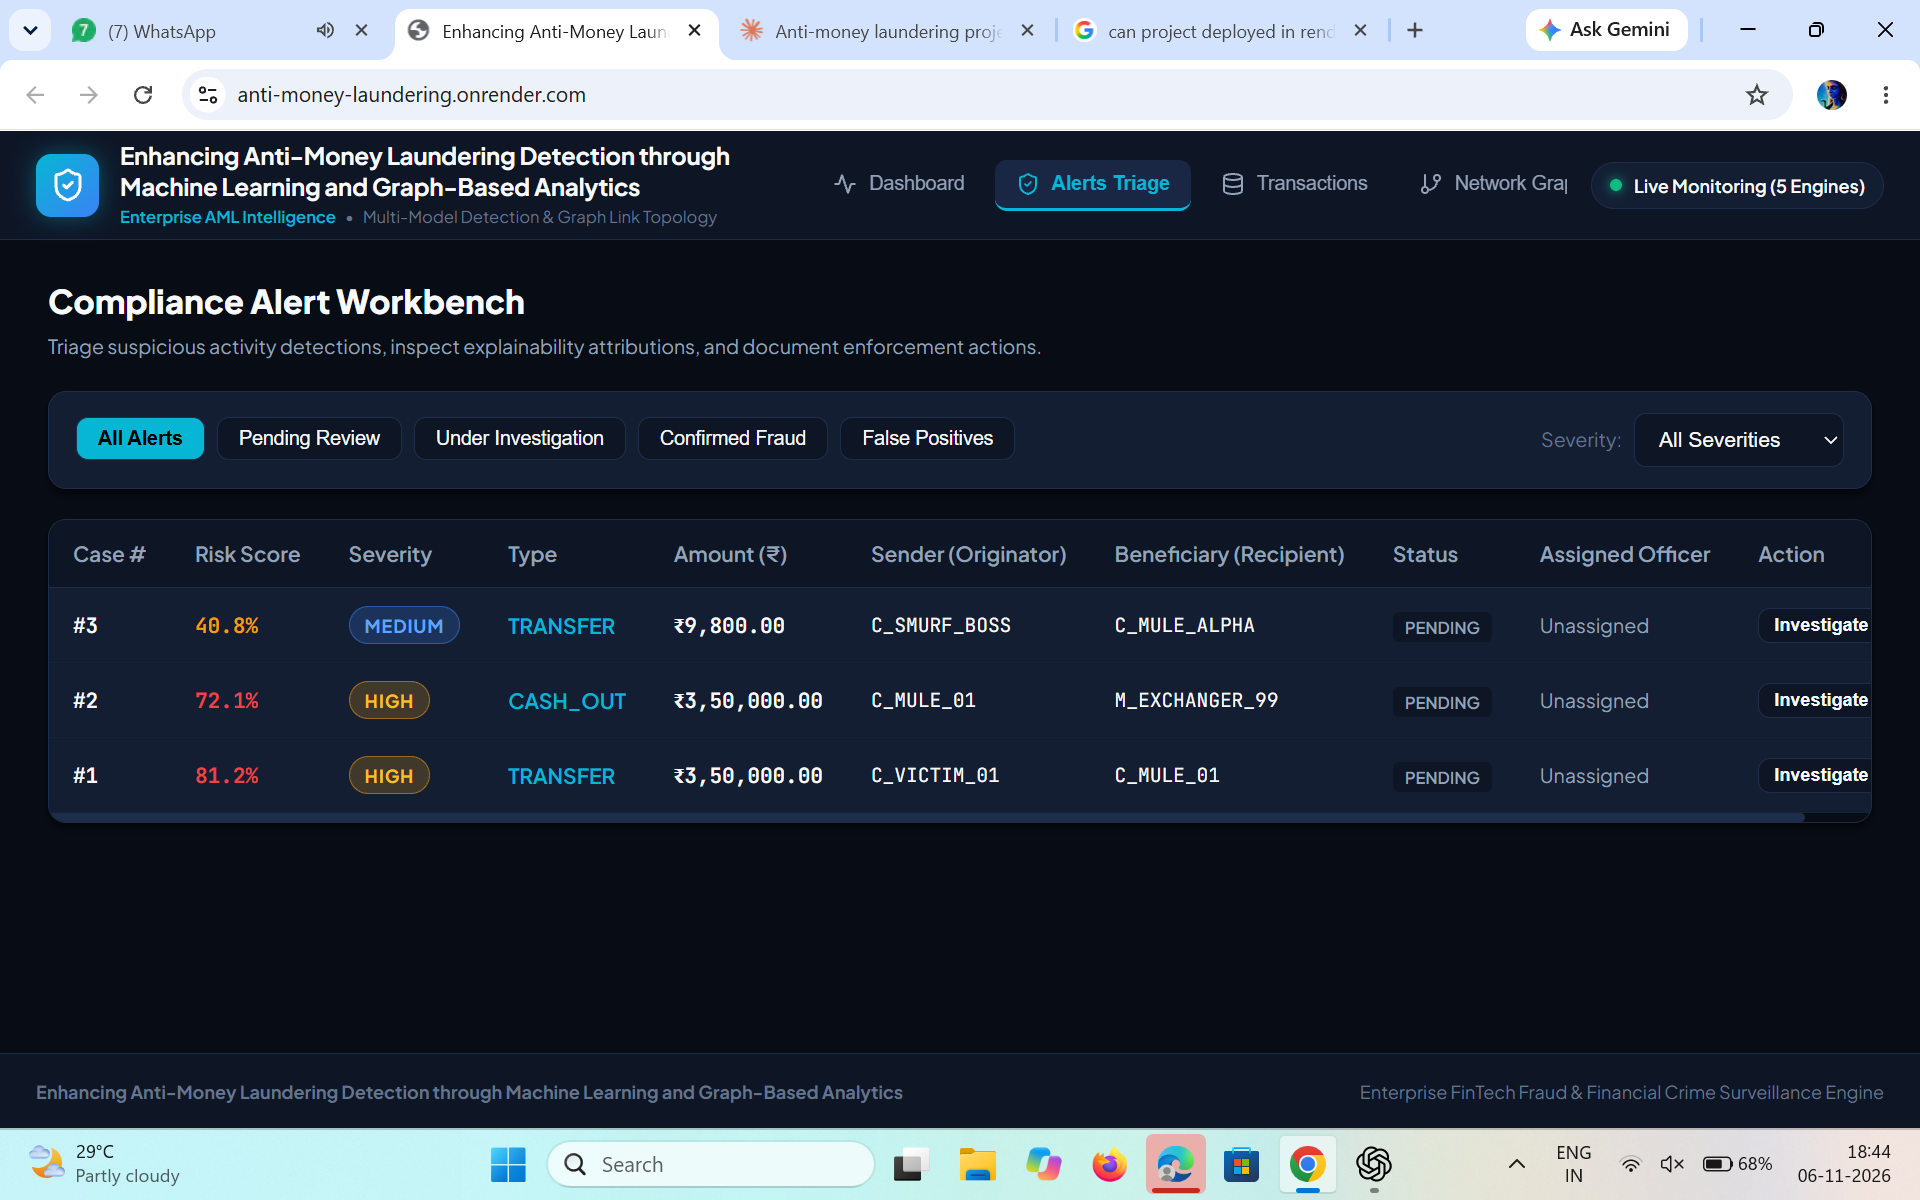 (7) WhatsApp
Enhancing Anti-Money Laun
Anti-money laundering proje
can project deployed in rend
Ask Gemini
anti-money-laundering.onrender.com
Enhancing Anti-Money Laundering Detection through
Machine Learning and Graph-Based Analytics
Enterprise AML Intelligence • Multi-Model Detection & Graph Link Topology
Dashboard
Alerts Triage
Transactions
Network Grap
Live Monitoring (5 Engines)
Compliance Alert Workbench
Triage suspicious activity detections, inspect explainability attributions, and document enforcement actions.
All Alerts
Pending Review
Under Investigation
Confirmed Fraud
False Positives
Severity:
All Severities
Case # Risk Score Severity Type Amount (₹) Sender (Originator) Beneficiary (Recipient) Status Assigned Officer Action
#3 40.8% MEDIUM TRANSFER ₹9,800.00 C_SMURF_BOSS C_MULE_ALPHA PENDING Unassigned Investigate
#2 72.1% HIGH CASH_OUT ₹3,50,000.00 C_MULE_01 M_EXCHANGER_99 PENDING Unassigned Investigate
#1 81.2% HIGH TRANSFER ₹3,50,000.00 C_VICTIM_01 C_MULE_01 PENDING Unassigned Investigate
Enhancing Anti-Money Laundering Detection through Machine Learning and Graph-Based Analytics
Enterprise FinTech Fraud & Financial Crime Surveillance Engine
29°C
Partly cloudy
Search
ENG
IN
68%
18:44
06-11-2026